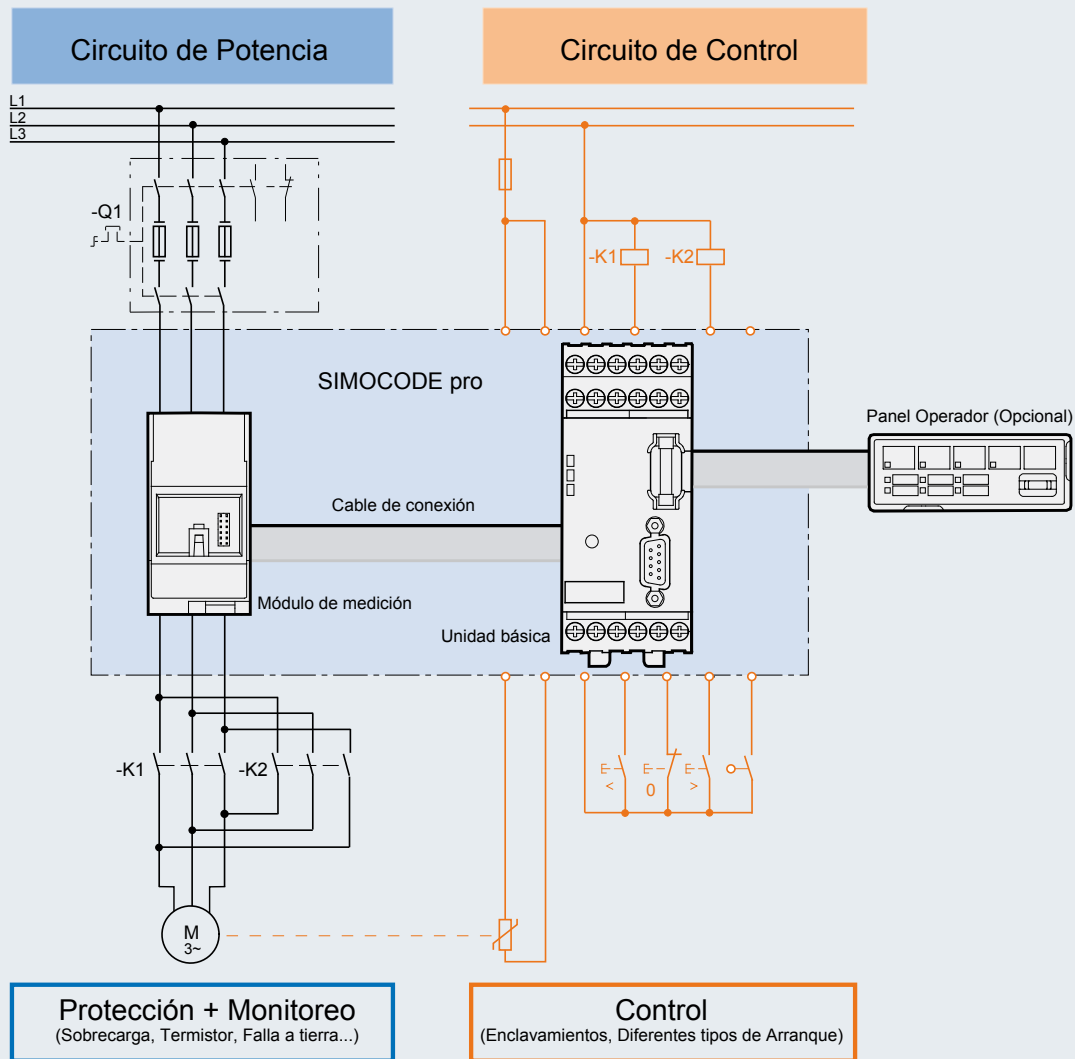 Circuito de Potencia
Circuito de Control
L1
L2
L3
-Q1
-K1
-K2
SIMOCODE pro
Panel Operador (Opcional)
Cable de conexión
Módulo de medición
Unidad básica
-K1
-K2
E
<
E
0
E
>
M
3~
Protección + Monitoreo
(Sobrecarga, Termistor, Falla a tierra...)
Control
(Enclavamientos, Diferentes tipos de Arranque)